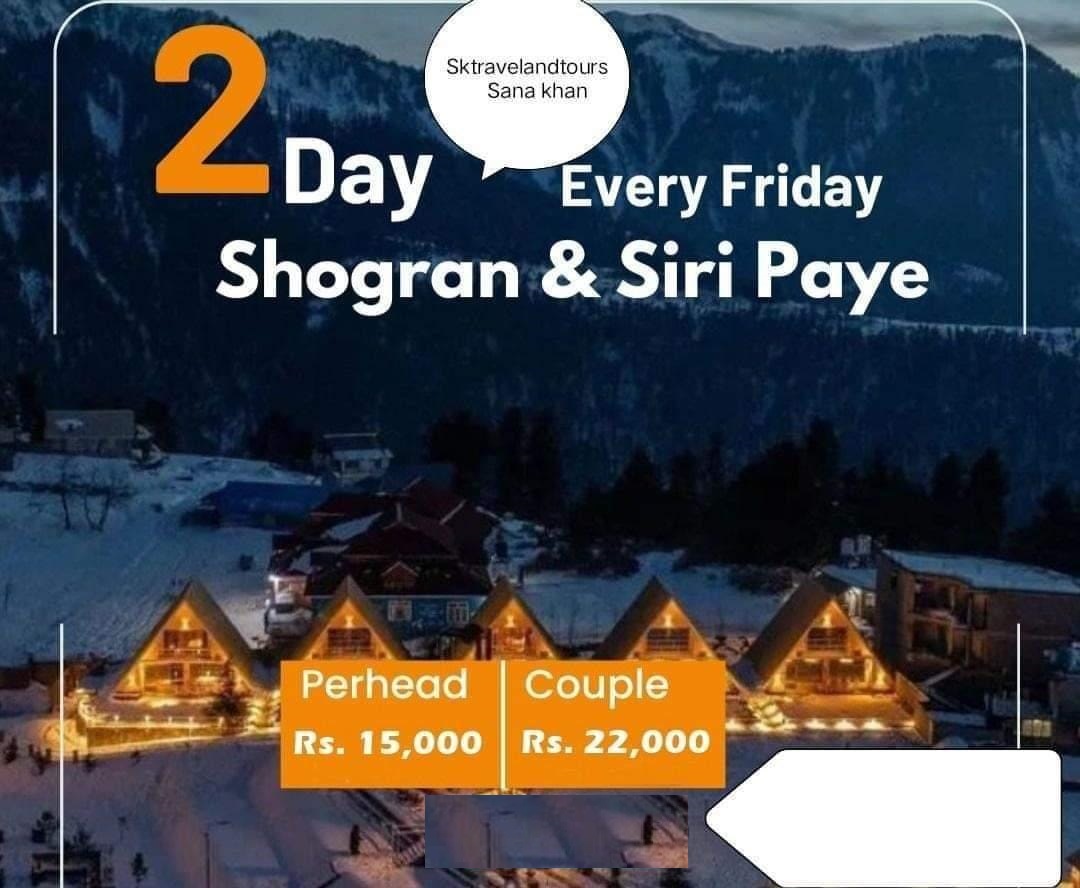 Sktravelandtours
Sana khan
2 Day
Every Friday
Shogran & Siri Paye
Perhead
Rs. 15,000
Couple
Rs. 22,000